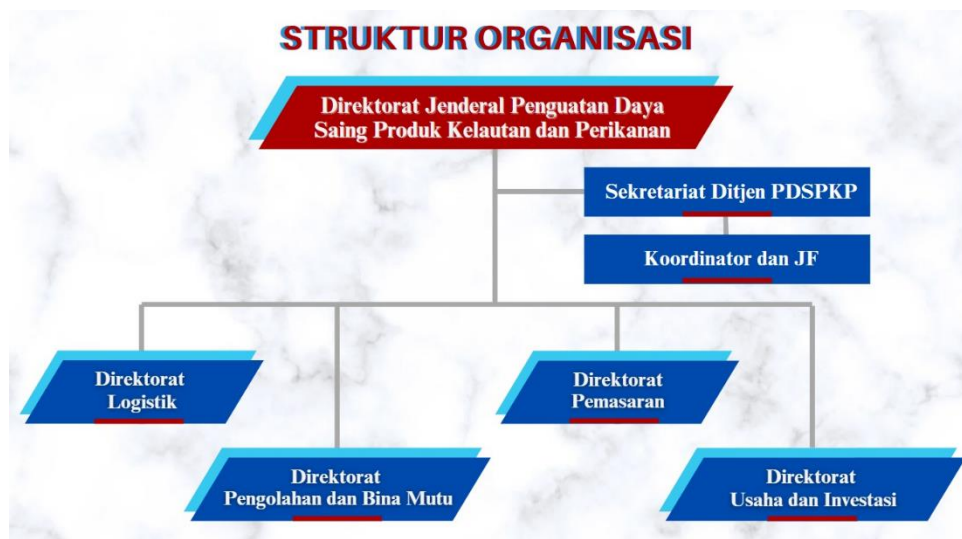 STRUKTUR ORGANISASI
Direktorat Jenderal Penguatan Daya
Saing Produk Kelautan dan Perikanan
Sekretariat Ditjen PDSPKP
Koordinator dan JF
Direktorat
Logistik
Direktorat
Pemasaran
Direktorat
Pengolahan dan Bina Mutu
Direktorat
Usaha dan Investasi